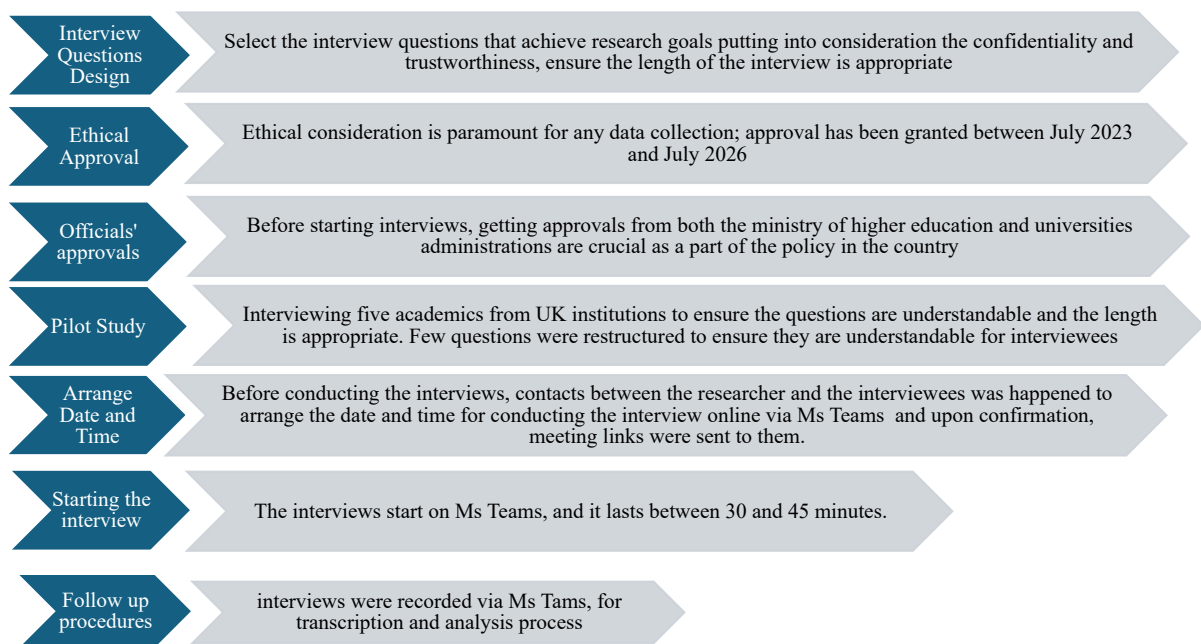 Interview
Questions
Design
Select the interview questions that achieve research goals putting into consideration the confidentiality and
trustworthiness, ensure the length of the interview is appropriate
Ethical
Approval
Ethical consideration is paramount for any data collection; approval has been granted between July 2023
and July 2026
Officials'
approvals
Before starting interviews, getting approvals from both the ministry of higher education and universities
administrations are crucial as a part of the policy in the country
Pilot Study
Interviewing five academics from UK institutions to ensure the questions are understandable and the length
is appropriate. Few questions were restructured to ensure they are understandable for interviewees
Arrange
Date and
Time
Before conducting the interviews, contacts between the researcher and the interviewees was happened to
arrange the date and time for conducting the interview online via Ms Teams and upon confirmation,
meeting links were sent to them.
Starting the
interview
The interviews start on Ms Teams, and it lasts between 30 and 45 minutes.
Follow up
procedures
interviews were recorded via Ms Tams, for
transcription and analysis process